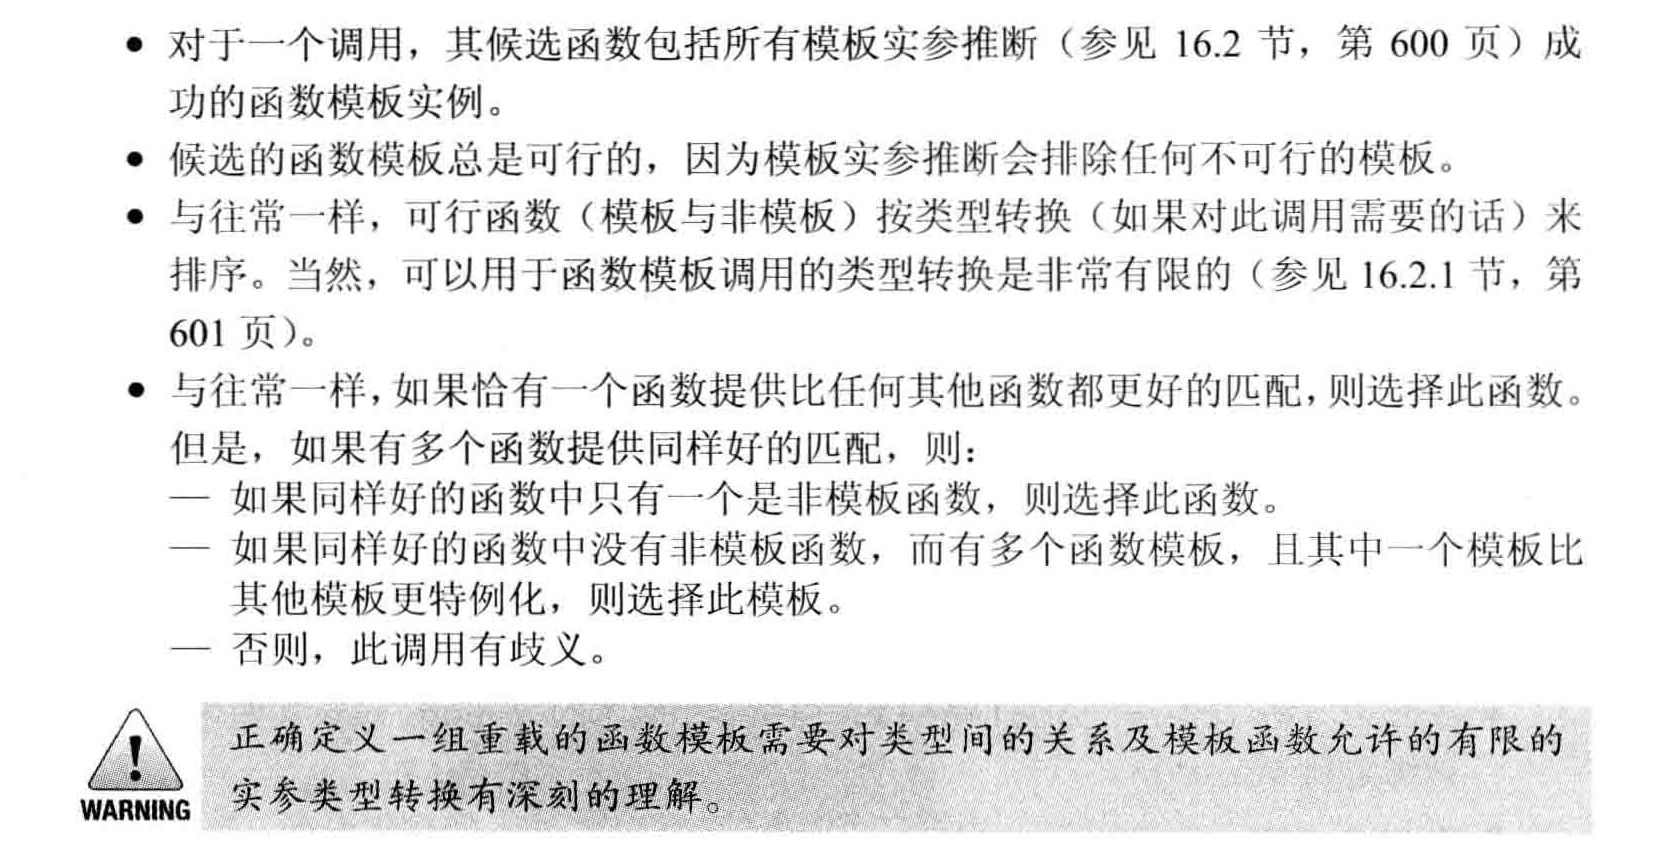 ● 对于一个调用，其候选函数包括所有模板实参推断（参见 16.2 节，第 600 页）成
功的函数模板实例。
● 候选的函数模板总是可行的，因为模板实参推断会排除任何不可行的模板。
● 与往常一样，可行函数（模板与非模板）按类型转换（如果对此调用需要的话）来
排序。当然，可以用于函数模板调用的类型转换是非常有限的（参见 16.2.1 节，第
601 页）。
● 与往常一样，如果恰有一个函数提供比任何其他函数都更好的匹配，则选择此函数。
但是，如果有多个函数提供同样好的匹配，则：
— 如果同样好的函数中只有一个是非模板函数，则选择此函数。
— 如果同样好的函数中没有非模板函数，而有多个函数模板，且其中一个模板比
其他模板更特例化，则选择此模板。
— 否则，此调用有歧义。
正确定义一组重载的函数模板需要对类型间的关系及模板函数允许的有限的
实参类型转换有深刻的理解。
WARNING